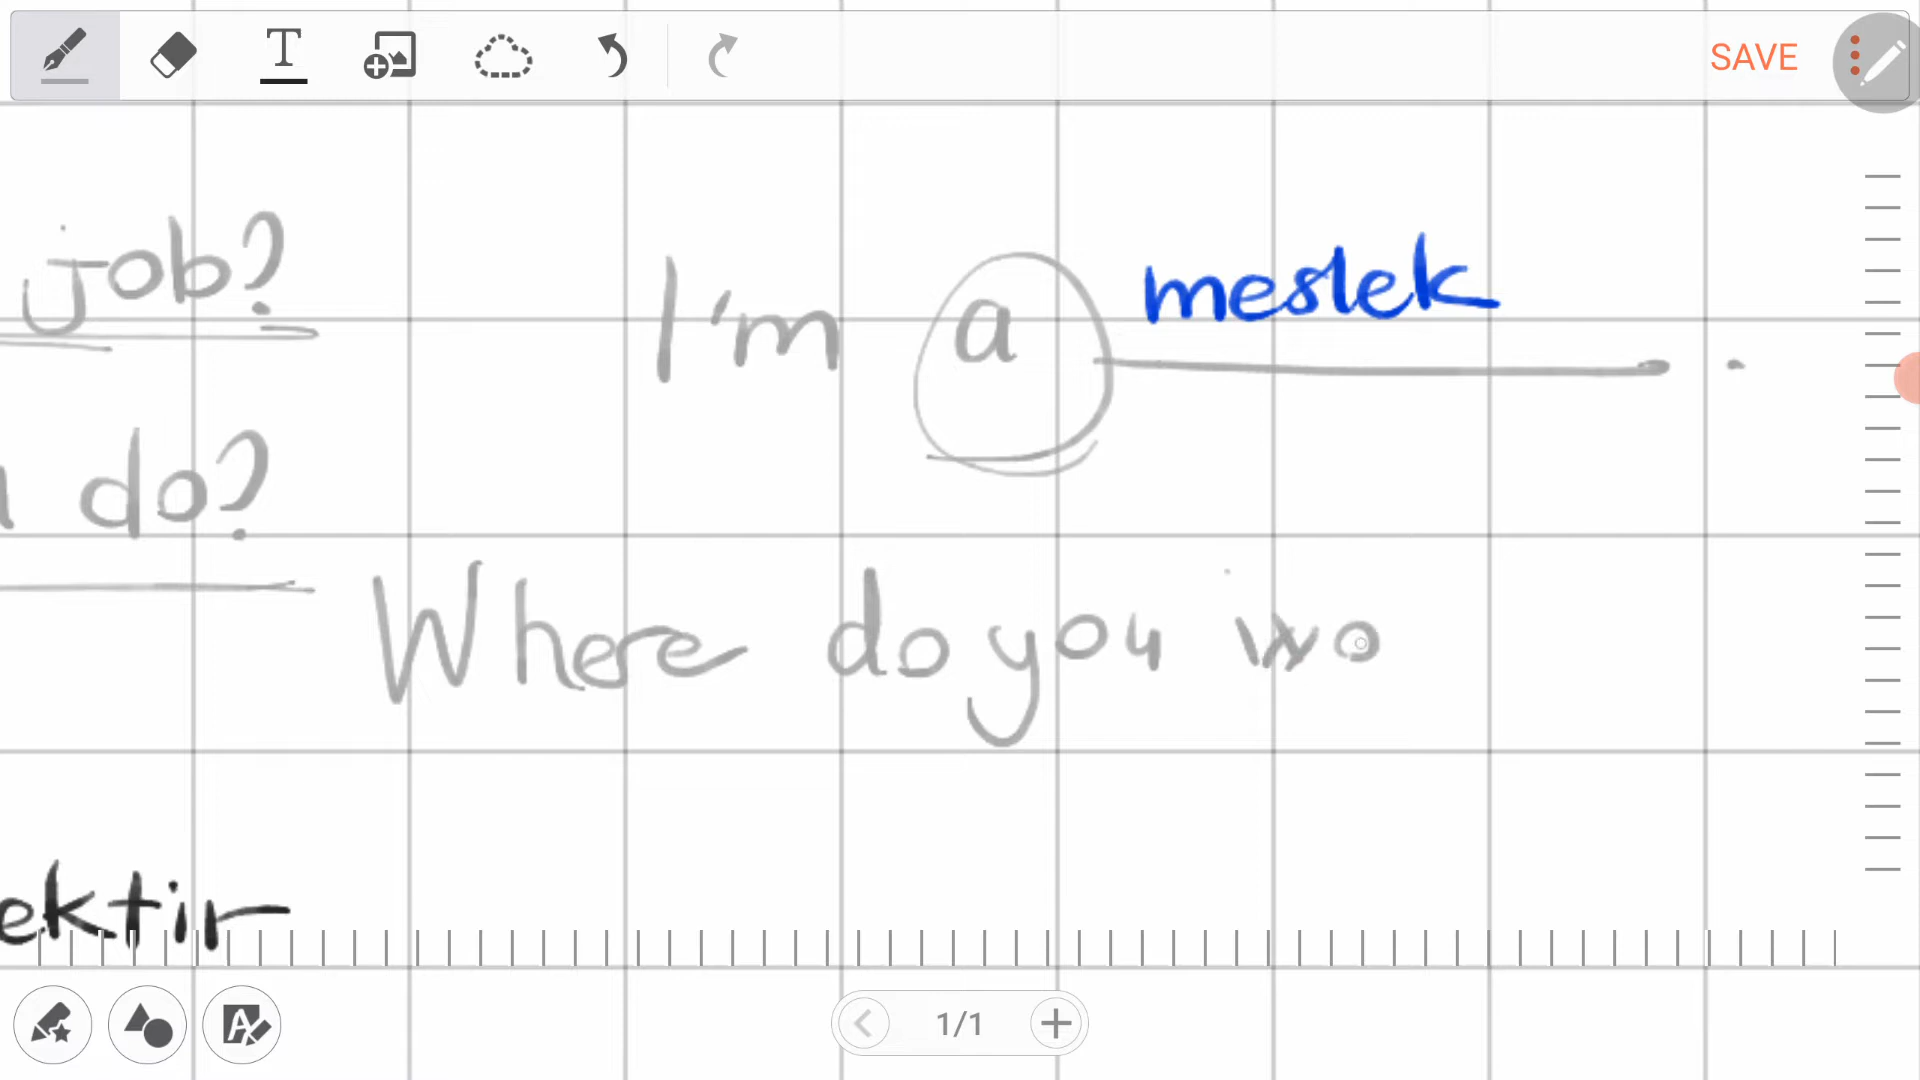 SAVE
job?
I'm a meslek .
do?
Where do you wo
ektir
1/1